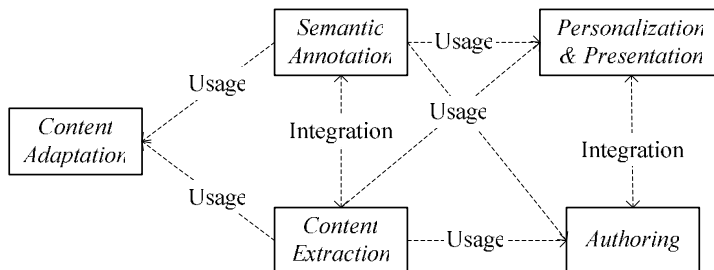 Semantic
Annotation
Usage
Personalization
& Presentation
Usage
Usage
Content
Adaptation
Integration
Integration
Usage
Content
Extraction
Usage
Authoring